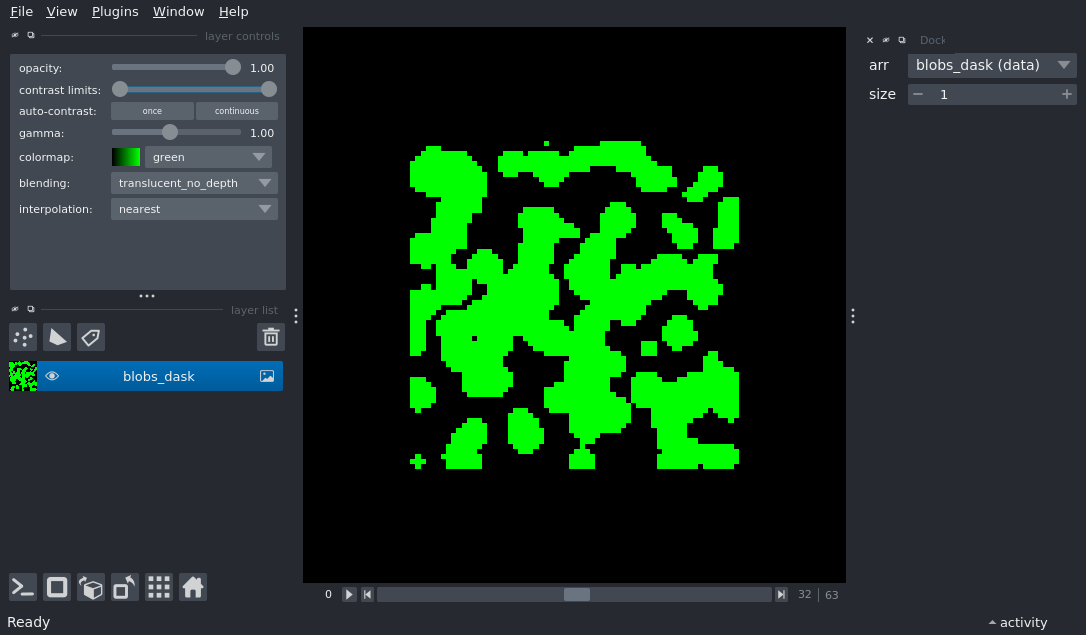 File View Plugins Window Help
layer controls
opacity: 1.00
contrast limits:
auto-contrast: once continuous
gamma: 1.00
colormap: green
blending: translucent_no_depth
interpolation: nearest
layer list
blobs_dask
0 32 63
Dock
arr blobs_dask (data)
size 1
Ready
activity